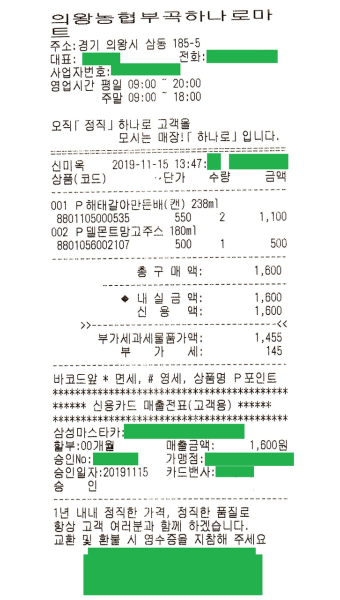 의왕농협부곡하나로마
트
주소:경기 의왕시 삼동 185-5
대표: 전화:
사업자번호:
영업시간 평일 09:00 ~ 20:00
주말 09:00 ~ 18:00
오직「정직」하나로 고객을
모시는 매장!「하나로」입니다.
신미옥 2019-11-15 13:47:
상품(코드) 단가 수량 금액
001 P해태갈아만든배(캔) 238ml
8801105000535 550 2 1,100
002 P델몬트망고주스 180ml
8801056002107 500 1 500
총 구 매 액: 1,600
◆ 내 실 금 액: 1,600
신 용 액: 1,600
>>------------------------<<
부가세과세물품가액: 1,455
부 가 세: 145
바코드앞 * 면세, # 영세, 상품명 P포인트
****** 신용카드 매출전표(고객용) ******
삼성마스타카:
할부:00개월 매출금액: 1,600원
승인No: 가맹점:
승인일자:20191115 카드밴사:
승 인
1년 내내 정직한 가격, 정직한 품질로
항상 고객 여러분과 함께 하겠습니다.
교환 및 환불 시 영수증을 지참해 주세요